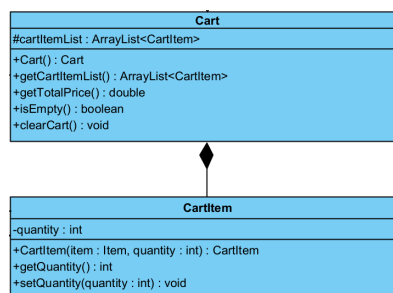 Cart
#cartItemList : ArrayList<CartItem>
+Cart() : Cart
+getCartItemList() : ArrayList<CartItem>
+getTotalPrice() : double
+isEmpty() : boolean
+clearCart() : void
CartItem
-quantity : int
+CartItem(item : Item, quantity : int) : CartItem
+getQuantity() : int
+setQuantity(quantity : int) : void